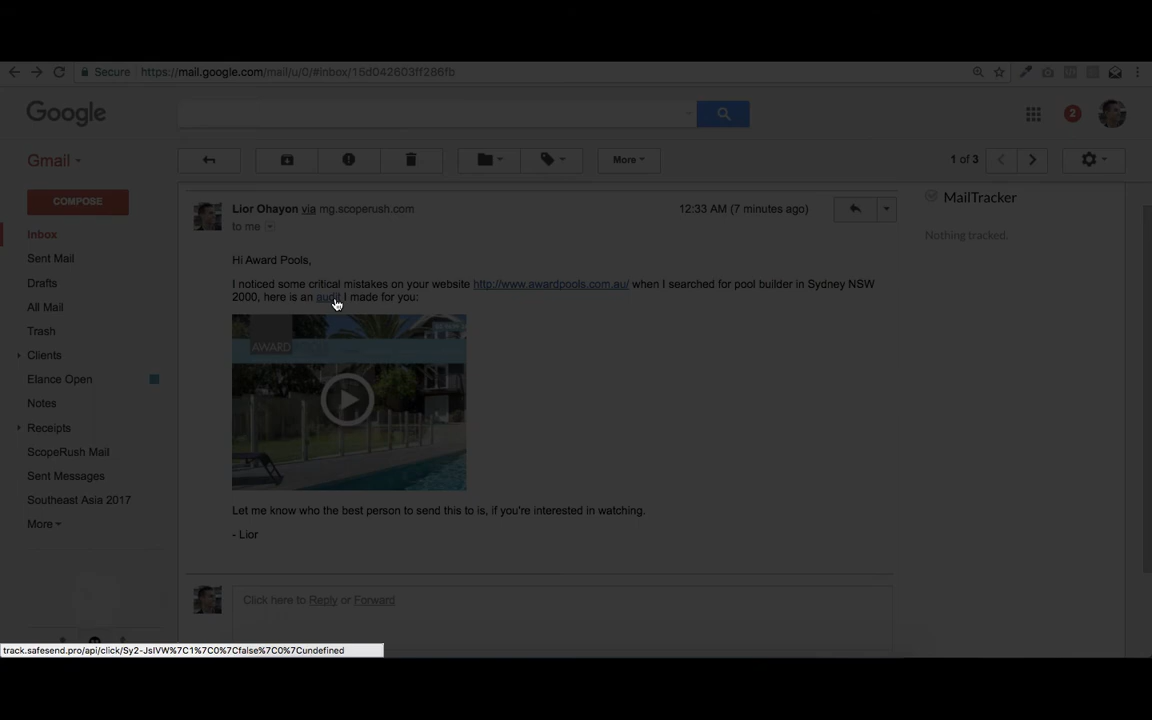 Secure https://mail.google.com/mail/u/0/#inbox/15d042603ff286fb
Google
2
Gmail
More
1 of 3
COMPOSE
Inbox
Sent Mail
Drafts
All Mail
Trash
Clients
Elance Open
Notes
Receipts
ScopeRush Mail
Sent Messages
Southeast Asia 2017
More
Lior Ohayon via mg.scoperush.com
12:33 AM (7 minutes ago)
to me
MailTracker
Nothing tracked.
Hi Award Pools,
I noticed some critical mistakes on your website http://www.awardpools.com.au/ when I searched for pool builder in Sydney NSW
2000, here is an audit I made for you:
AWARD
Let me know who the best person to send this to is, if you're interested in watching.
- Lior
Click here to Reply or Forward
track.safesend.pro/api/click/Sy2-JsIVW%7C1%7C0%7Cfalse%7C0%7Cundefined